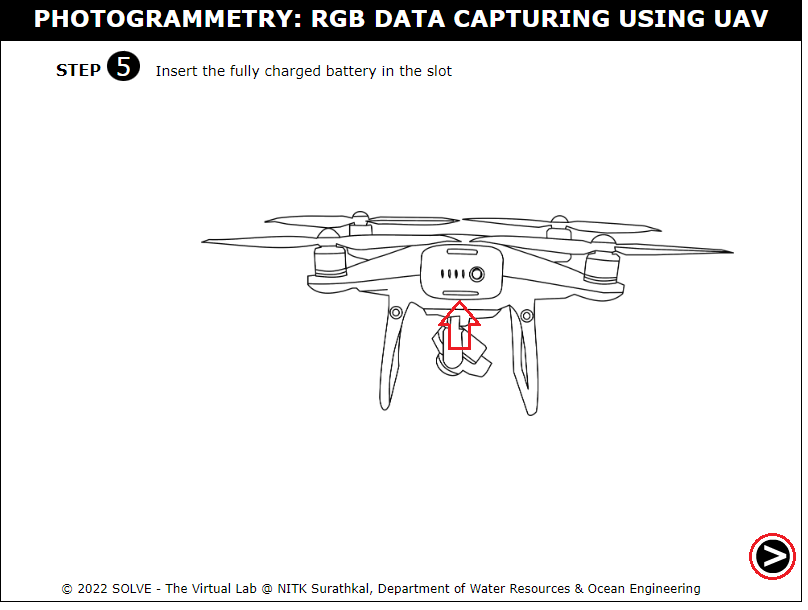 PHOTOGRAMMETRY: RGB DATA CAPTURING USING UAV
STEP 5 Insert the fully charged battery in the slot
>
© 2022 SOLVE - The Virtual Lab @ NITK Surathkal, Department of Water Resources & Ocean Engineering